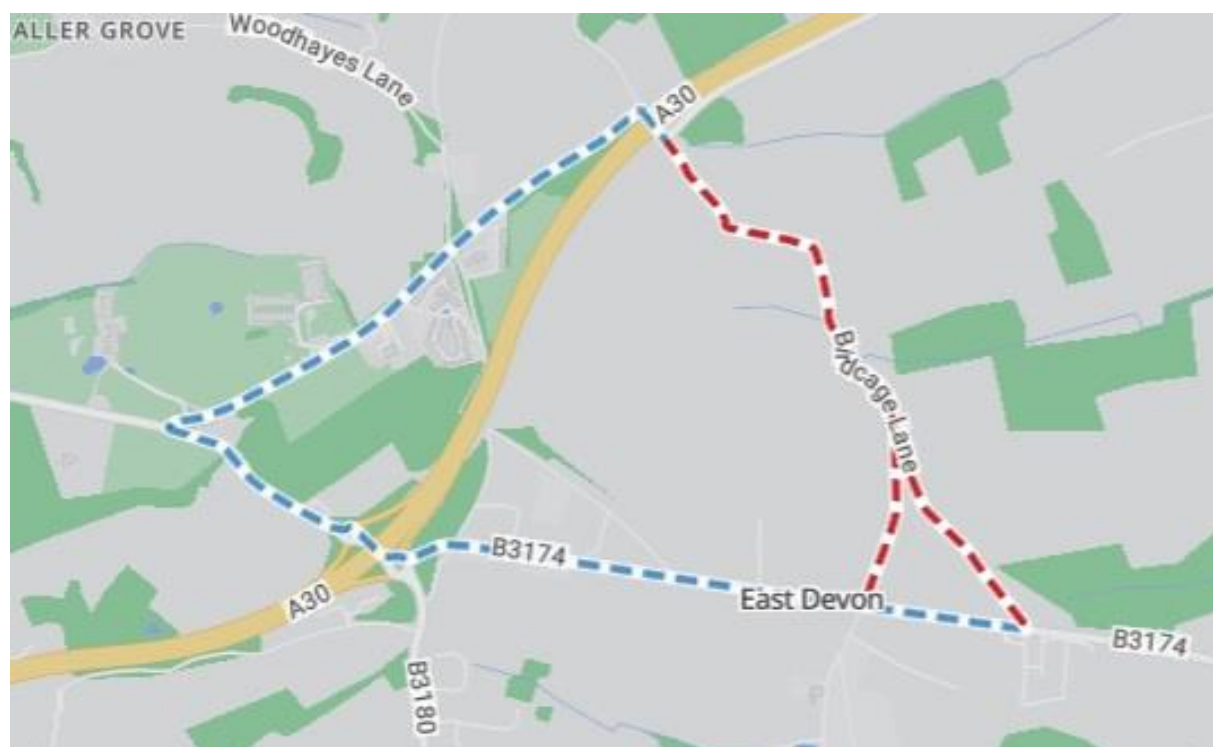 ALLER GROVE
Woodhayes Lane
A30
Birdcage Lane
B3174
East Devon
A30
B3174
B3180